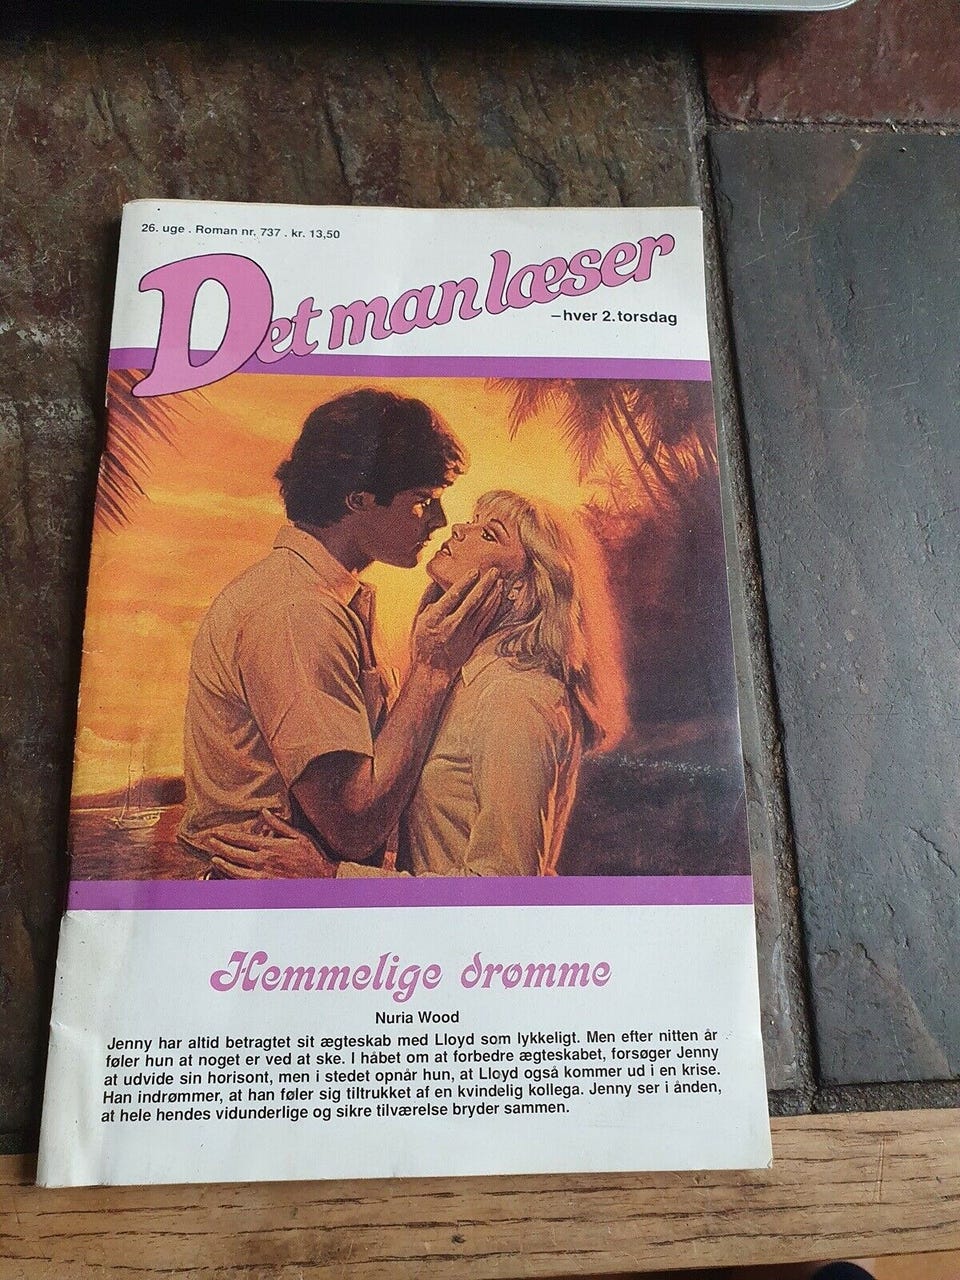 26. uge . Roman nr. 737 . kr. 13,50
Det man læser
–hver 2. torsdag
Hemmelige drømme
Nuria Wood
Jenny har altid betragtet sit ægteskab med Lloyd som lykkeligt. Men efter nitten år
føler hun at noget er ved at ske. I håbet om at forbedre ægteskabet, forsøger Jenny
at udvide sin horisont, men i stedet opnår hun, at Lloyd også kommer ud i en krise.
Han indrømmer, at han føler sig tiltrukket af en kvindelig kollega. Jenny ser i ånden,
at hele hendes vidunderlige og sikre tilværelse bryder sammen.